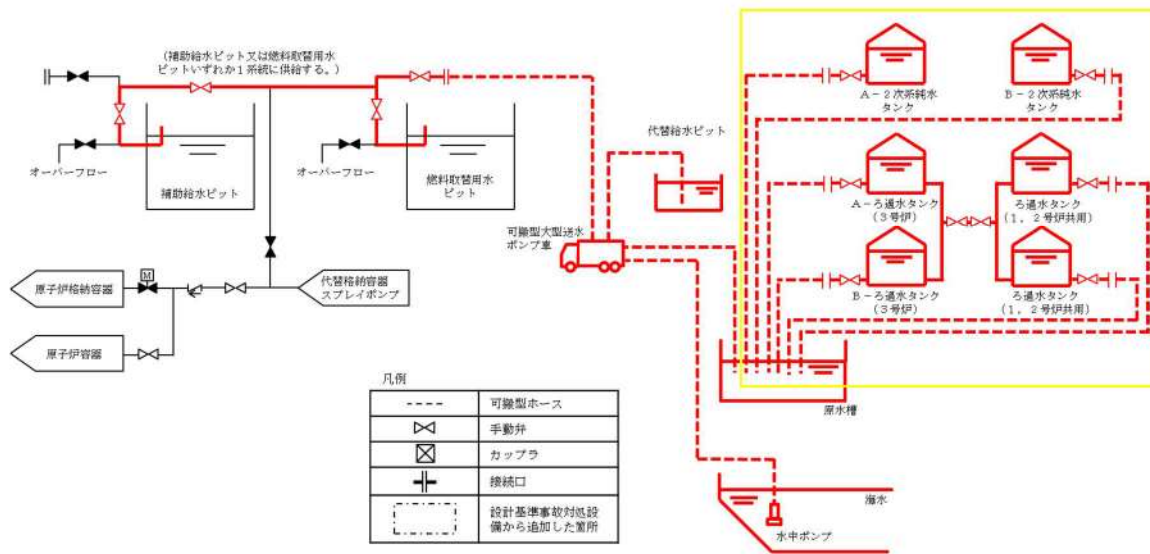 (補助給水ピット又は燃料取替用水
ピットいずれか1系統に供給する。)
オーバーフロー
補助給水ピット
オーバーフロー
燃料取替用水
ピット
代替給水ピット
可搬型大型送水
ポンプ車
A-2次系純水
タンク
B-2次系純水
タンク
A-ろ過水タンク
(3号炉)
ろ過水タンク
(1, 2号炉共用)
B-ろ過水タンク
(3号炉)
ろ過水タンク
(1, 2号炉共用)
原水槽
海水
水中ポンプ
M
原子炉格納容器
代替格納容器
スプレイポンプ
原子炉容器
凡例
可搬型ホース
手動弁
カップラ
接続口
設計基準事故対処設
備から追加した箇所